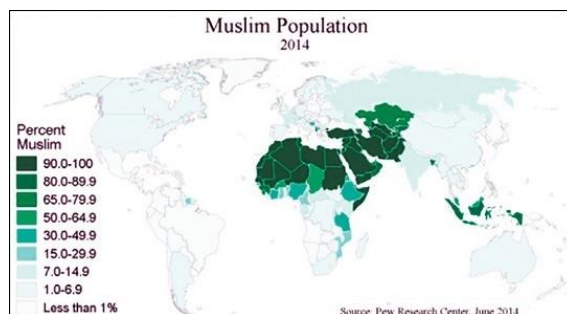 Muslim Population
2014
Percent
Muslim
90.0-100
80.0-89.9
65.0-79.9
50.0-64.9
30.0-49.9
15.0-29.9
7.0-14.9
1.0-6.9
Less than 1%
Source: Pew Research Center, June 2014